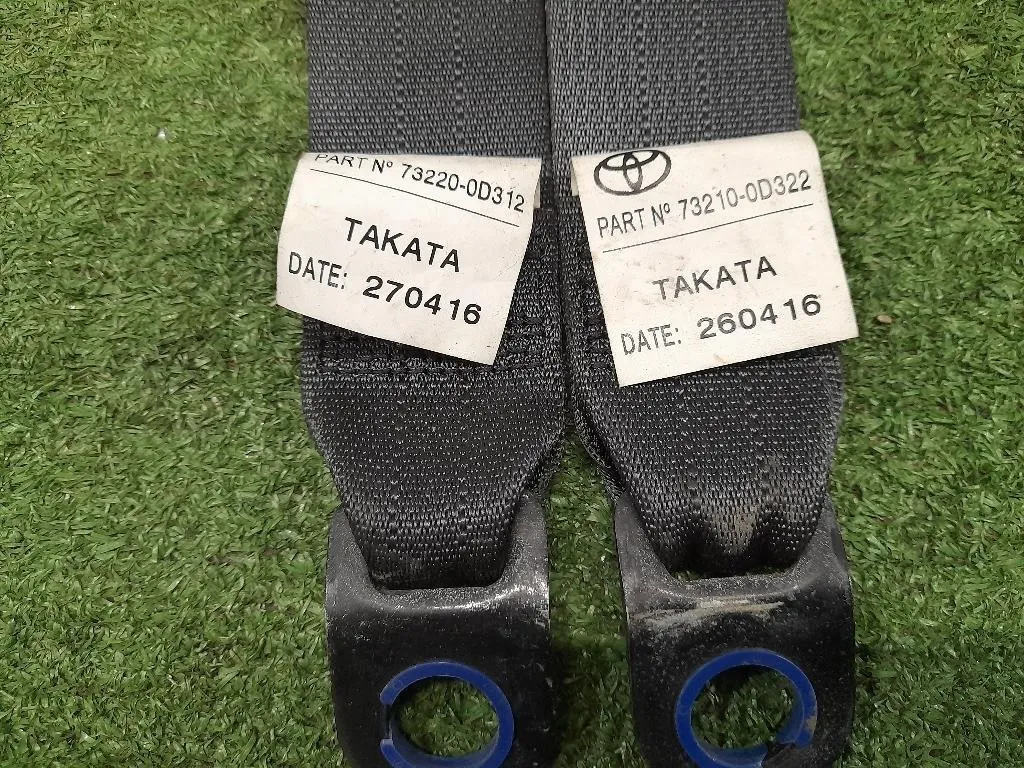 PART Nº 73220-0D312
TAKATA
DATE: 270416
PART Nº 73210-0D322
TAKATA
DATE: 260416